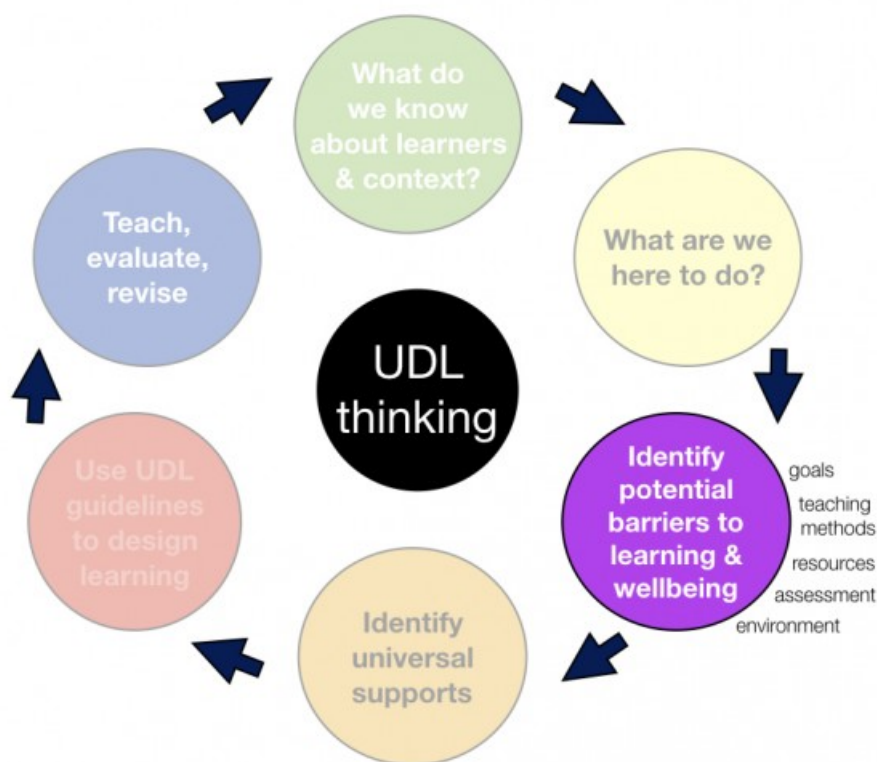 What do
we know
about learners
& context?
What are we
here to do?
Identify
potential
barriers to
learning &
wellbeing
goals
teaching
methods
resources
assessment
environment
Identify
universal
supports
Use UDL
guidelines
to design
learning
Teach,
evaluate,
revise
UDL
thinking